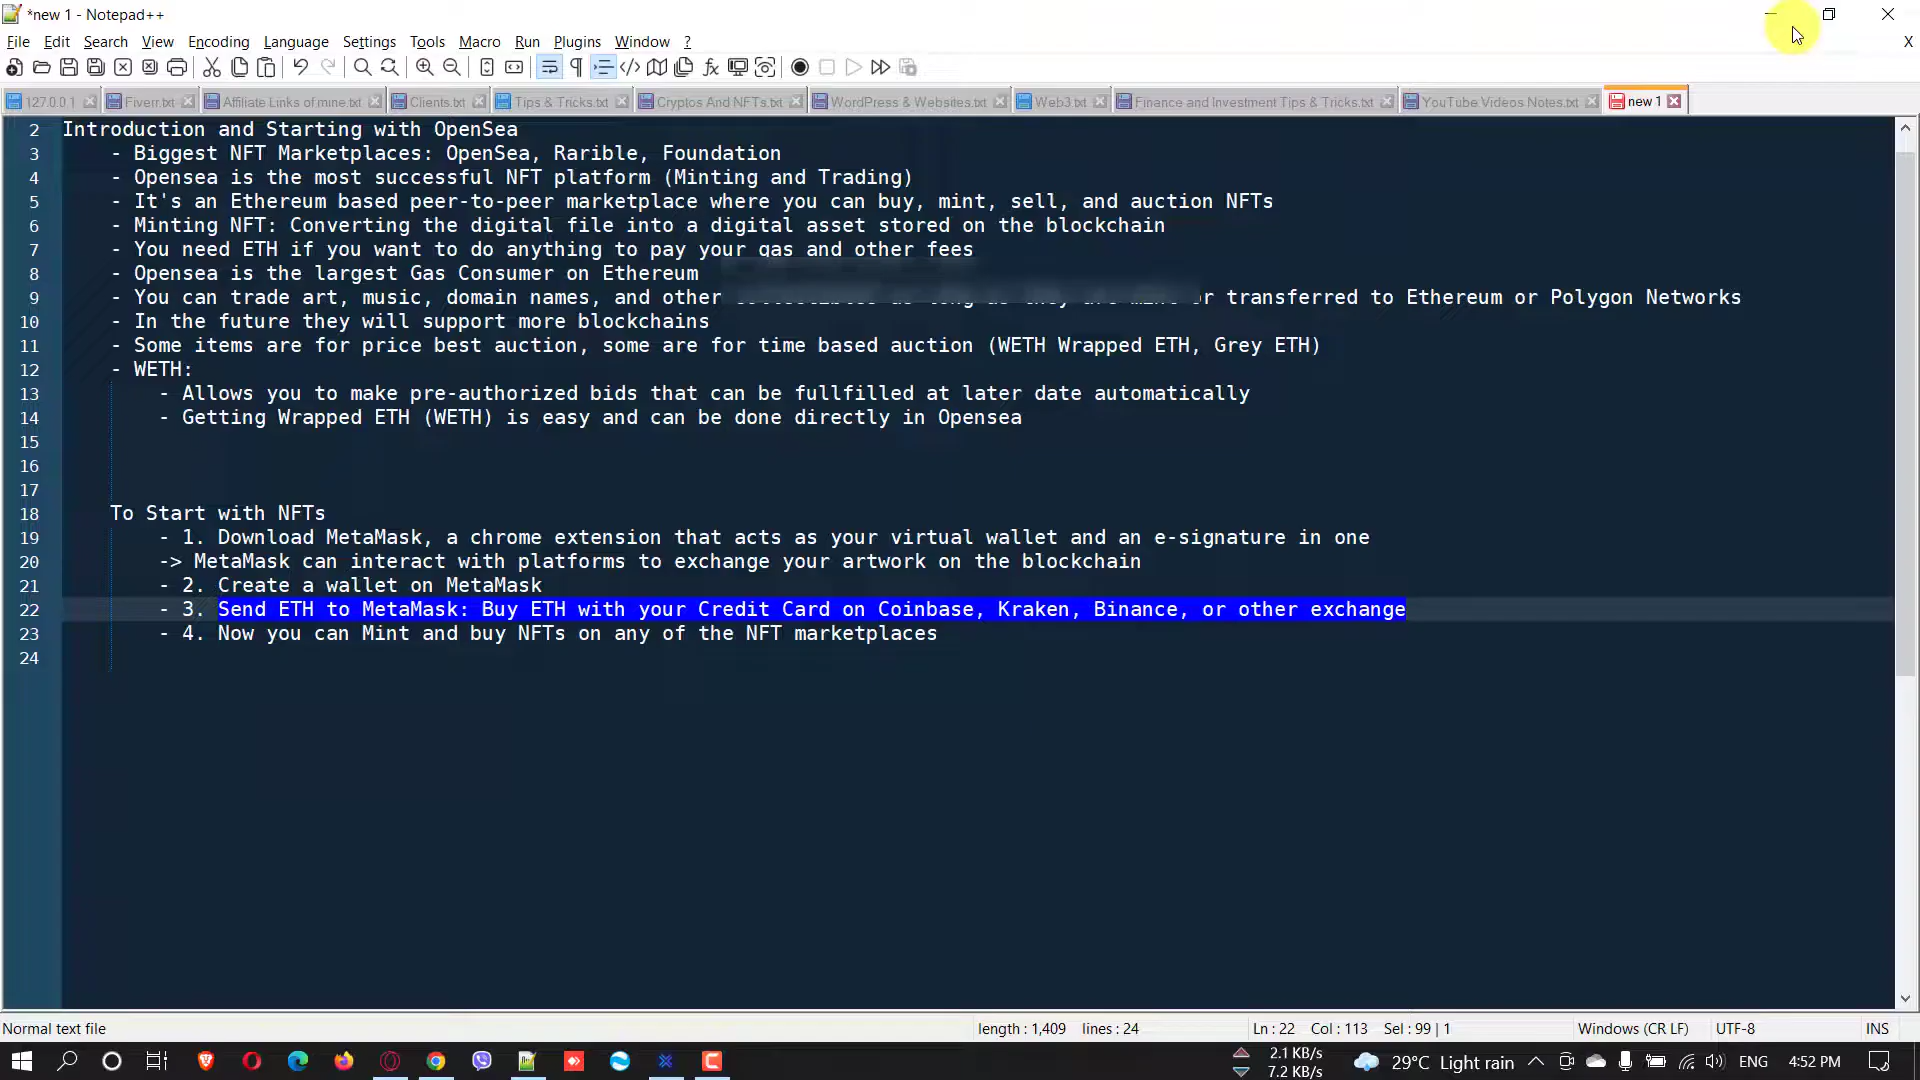 *new 1 - Notepad++
File Edit Search View Encoding Language Settings Tools Macro Run Plugins Window ? X
127.0.0.1 Fiverr.txt Affiliate Links of mine.txt Clients.txt Tips & Tricks.txt Cryptos And NFTs.txt WordPress & Websites.txt Web3.txt Finance and Investment Tips & Tricks.txt YouTube Videos Notes.txt new 1
2 Introduction and Starting with OpenSea
3 - Biggest NFT Marketplaces: OpenSea, Rarible, Foundation
4 - Opensea is the most successful NFT platform (Minting and Trading)
5 - It's an Ethereum based peer-to-peer marketplace where you can buy, mint, sell, and auction NFTs
6 - Minting NFT: Converting the digital file into a digital asset stored on the blockchain
7 - You need ETH if you want to do anything to pay your gas and other fees
8 - Opensea is the largest Gas Consumer on Ethereum
9 - You can trade art, music, domain names, and other collectibles as long as they are mint or transferred to Ethereum or Polygon Networks
10 - In the future they will support more blockchains
11 - Some items are for price best auction, some are for time based auction (WETH Wrapped ETH, Grey ETH)
12 - WETH:
13 - Allows you to make pre-authorized bids that can be fullfilled at later date automatically
14 - Getting Wrapped ETH (WETH) is easy and can be done directly in Opensea
15
16
17
18 To Start with NFTs
19 - 1. Download MetaMask, a chrome extension that acts as your virtual wallet and an e-signature in one
20 -> MetaMask can interact with platforms to exchange your artwork on the blockchain
21 - 2. Create a wallet on MetaMask
22 - 3. Send ETH to MetaMask: Buy ETH with your Credit Card on Coinbase, Kraken, Binance, or other exchange
23 - 4. Now you can Mint and buy NFTs on any of the NFT marketplaces
24
Normal text file length : 1,409 lines : 24 Ln : 22 Col : 113 Sel : 99 | 1 Windows (CR LF) UTF-8 INS
2.1 KB/s
7.2 KB/s
29°C Light rain ENG 4:52 PM